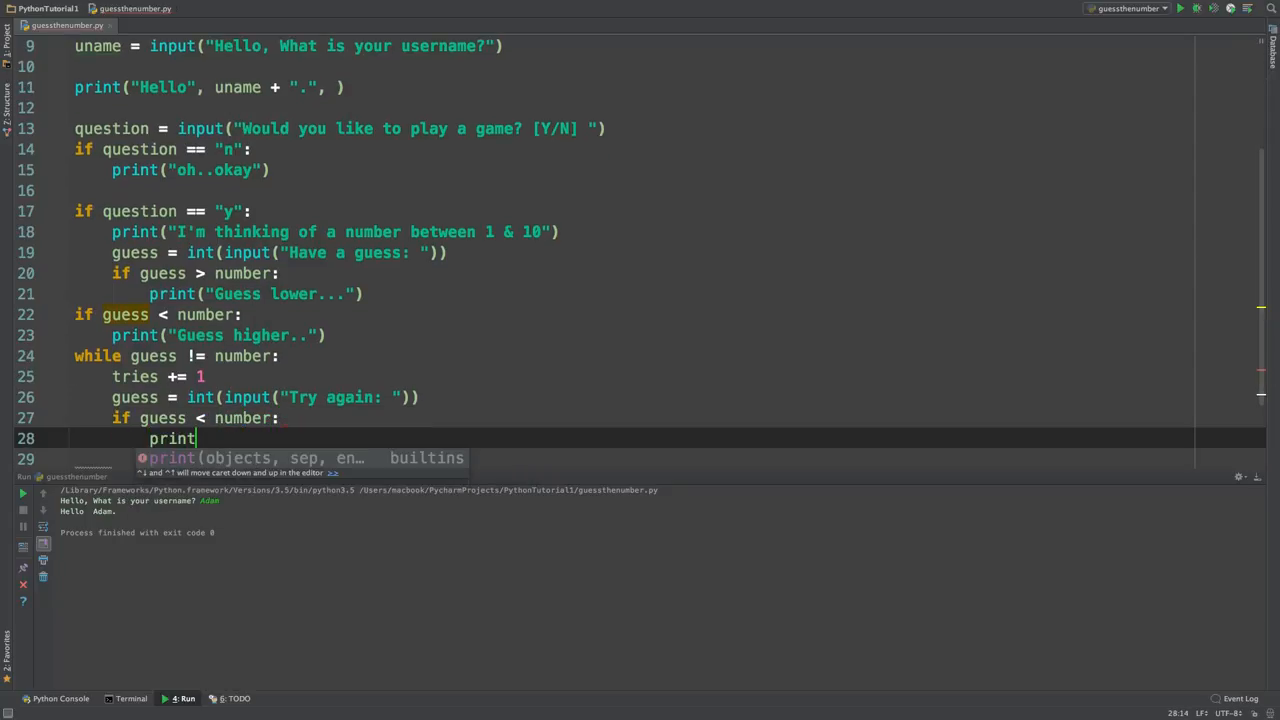 PythonTutorial1 guessthenumber.py
guessthenumber
guessthenumber.py
1: Project
Z: Structure
2: Favorites
Database
9 uname = input("Hello, What is your username?")
10
11 print("Hello", uname + ".", )
12
13 question = input("Would you like to play a game? [Y/N] ")
14 if question == "n":
15 print("oh..okay")
16
17 if question == "y":
18 print("I'm thinking of a number between 1 & 10")
19 guess = int(input("Have a guess: "))
20 if guess > number:
21 print("Guess lower...")
22 if guess < number:
23 print("Guess higher..")
24 while guess != number:
25 tries += 1
26 guess = int(input("Try again: "))
27 if guess < number:
28 print
29 print(objects, sep, en… builtins
^↓ and ^↑ will move caret down and up in the editor >>
Run guessthenumber
/Library/Frameworks/Python.framework/Versions/3.5/bin/python3.5 /Users/macbook/PycharmProjects/PythonTutorial1/guessthenumber.py
Hello, What is your username? Adam
Hello Adam.
Process finished with exit code 0
Python Console Terminal 4: Run 6: TODO Event Log
28:14 LF÷ UTF-8÷